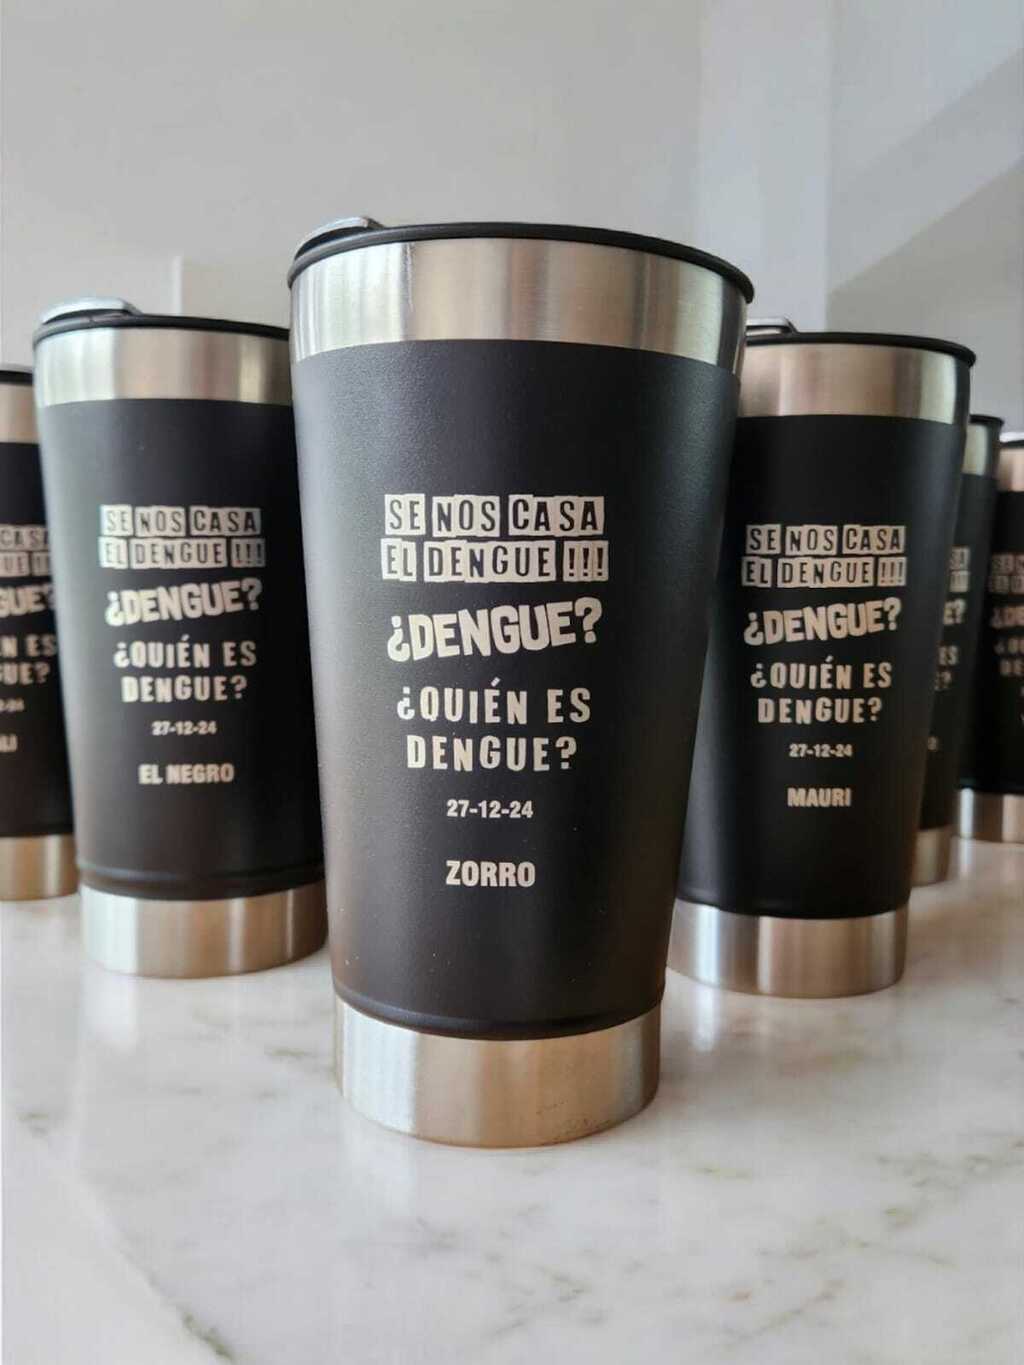 SE NOS CASA
EL DENGUE !!!
¿DENGUE?
¿QUIÉN ES
DENGUE?
27-12-24
EL NEGRO
SE NOS CASA
EL DENGUE !!!
¿DENGUE?
¿QUIÉN ES
DENGUE?
27-12-24
ZORRO
SE NOS CASA
EL DENGUE !!!
¿DENGUE?
¿QUIÉN ES
DENGUE?
27-12-24
MAURI